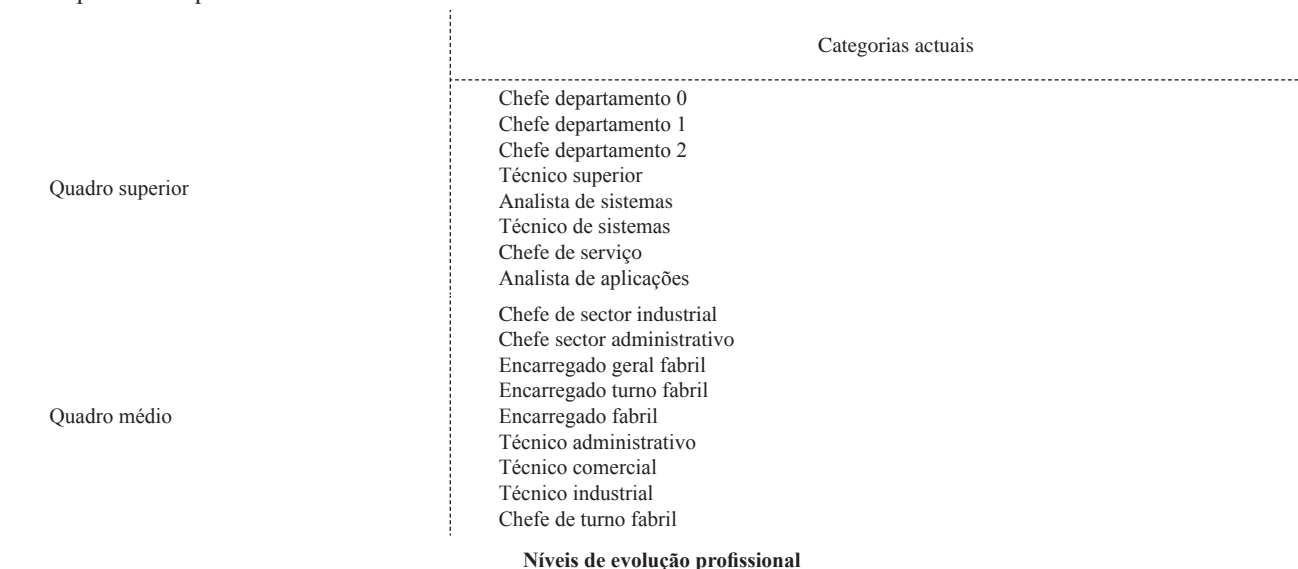 Categorias actuais
Quadro superior
Chefe departamento 0
Chefe departamento 1
Chefe departamento 2
Técnico superior
Analista de sistemas
Técnico de sistemas
Chefe de serviço
Analista de aplicações
Quadro médio
Chefe de sector industrial
Chefe sector administrativo
Encarregado geral fabril
Encarregado turno fabril
Encarregado fabril
Técnico administrativo
Técnico comercial
Técnico industrial
Chefe de turno fabril
Níveis de evolução profissional